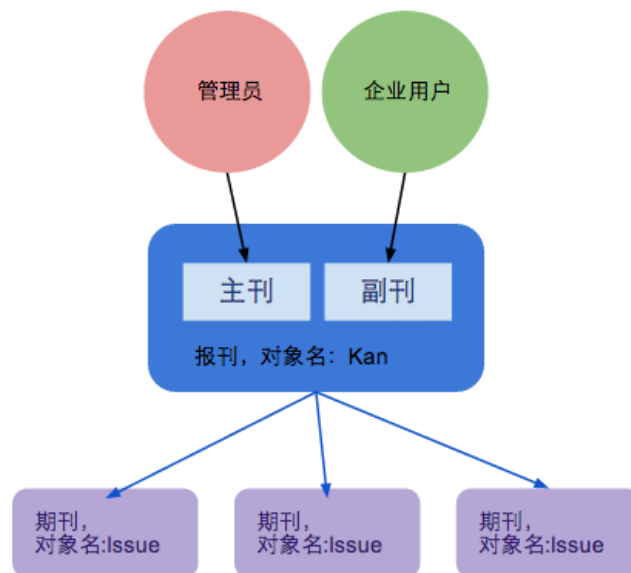 管理员
企业用户
主刊
副刊
报刊，对象名：Kan
期刊，
对象名:Issue
期刊，
对象名:Issue
期刊，
对象名:Issue